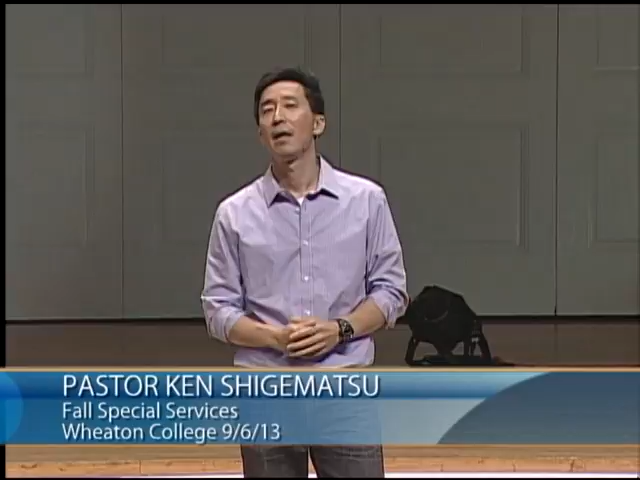 PASTOR KEN SHIGEMATSU
Fall Special Services
Wheaton College 9/6/13